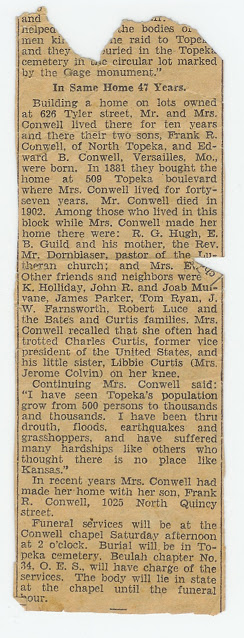 and
helped the bodies of
men kil he raid to Topek
and they uried in the Topeka
cemetery in the circular lot marked
by the Gage monument."
In Same Home 47 Years.
Building a home on lots owned
at 626 Tyler street, Mr. and Mrs.
Conwell lived there for ten years
and there their two sons, Frank R.
Conwell, of North Topeka, and Ed-
ward B. Conwell, Versailles, Mo.,
were born. In 1881 they bought the
home at 509 Topeka boulevard
where Mrs. Conwell lived for forty-
seven years. Mr. Conwell died in
1902. Among those who lived in this
block while Mrs. Conwell made her
home there were: R. G. Hugh, E.
B. Guild and his mother, the Rev.
Mr. Dornblaser, pastor of the Lu-
theran church; and Mrs. E.
Other friends and neighbors were
K. Holliday, John R. and Joab Mul-
vane, James Parker, Tom Ryan, J.
W. Farnsworth, Robert Luce and
the Bates and Curtis families. Mrs.
Conwell recalled that she often had
trotted Charles Curtis, former vice
president of the United States, and
his little sister, Libbie Curtis (Mrs.
Jerome Colvin) on her knee.
Continuing Mrs. Conwell said:
"I have seen Topeka's population
grow from 500 persons to thousands
and thousands. I have been thru
drouth, floods, earthquakes and
grasshoppers, and have suffered
many hardships like others who
thought there is no place like
Kansas."
In recent years Mrs. Conwell had
made her home with her son, Frank
R. Conwell, 1025 North Quincy
street.
Funeral services will be at the
Conwell chapel Saturday afternoon
at 2 o'clock. Burial will be in To-
peka cemetery. Beulah chapter No.
34, O. E. S., will have charge of the
services. The body will lie in state
at the chapel until the funeral
hour.